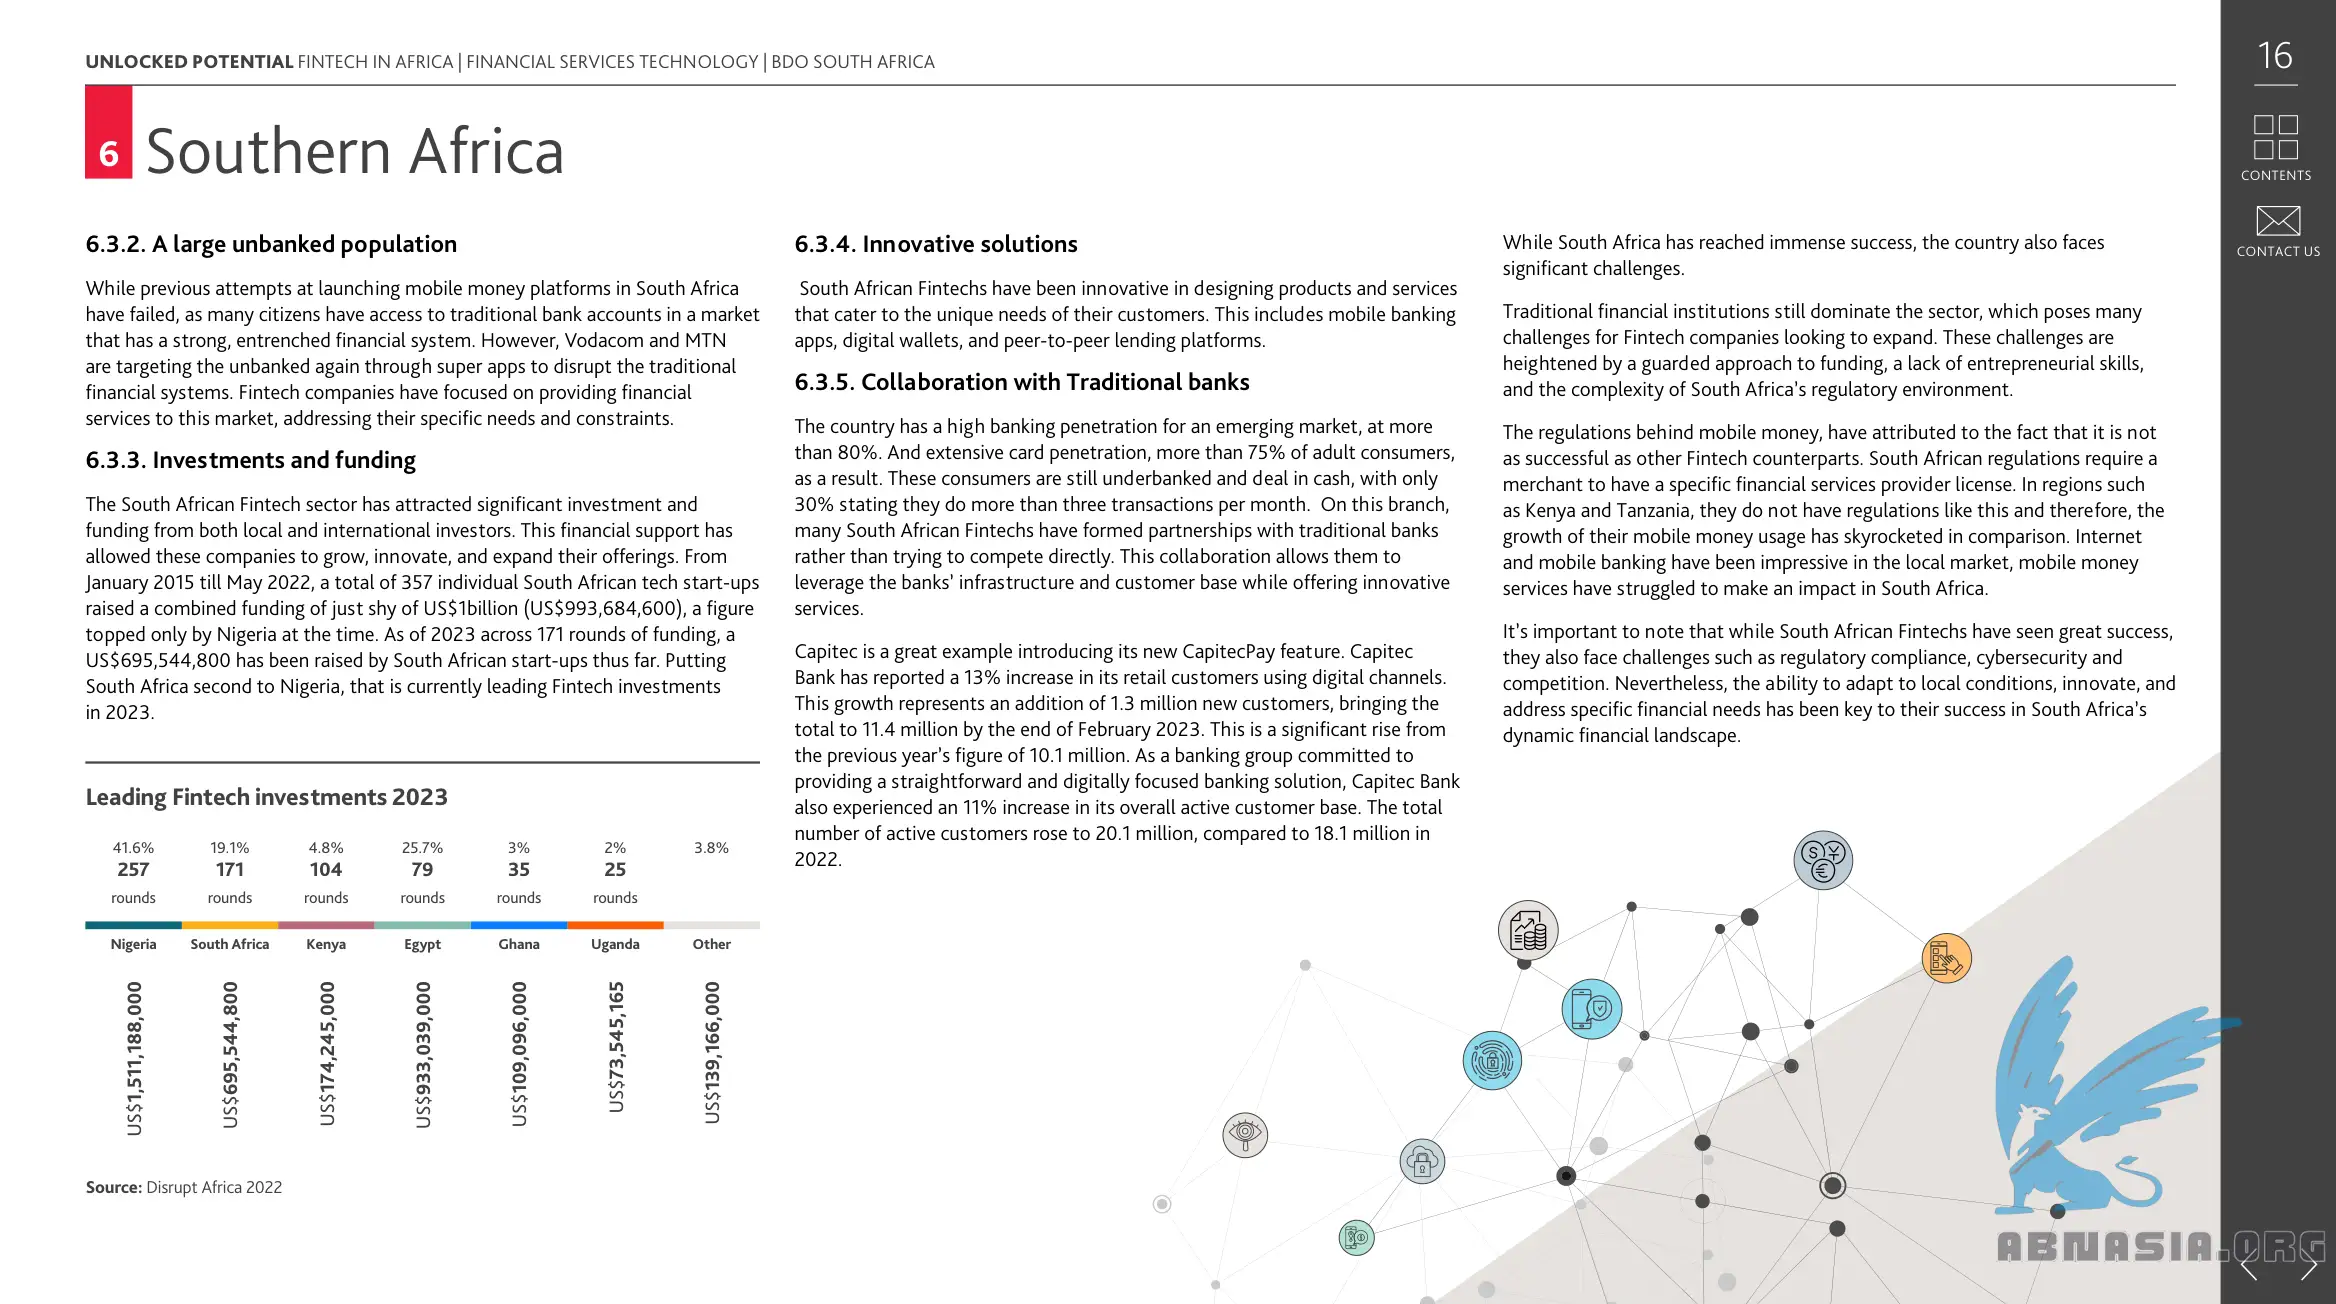 UNLOCKED POTENTIAL FINTECH IN AFRICA | FINANCIAL SERVICES TECHNOLOGY | BDO SOUTH AFRICA
16
CONTENTS
CONTACT US
6 Southern Africa
6.3.2. A large unbanked population
While previous attempts at launching mobile money platforms in South Africa
have failed, as many citizens have access to traditional bank accounts in a market
that has a strong, entrenched financial system. However, Vodacom and MTN
are targeting the unbanked again through super apps to disrupt the traditional
financial systems. Fintech companies have focused on providing financial
services to this market, addressing their specific needs and constraints.
6.3.3. Investments and funding
The South African Fintech sector has attracted significant investment and
funding from both local and international investors. This financial support has
allowed these companies to grow, innovate, and expand their offerings. From
January 2015 till May 2022, a total of 357 individual South African tech start-ups
raised a combined funding of just shy of US$1billion (US$993,684,600), a figure
topped only by Nigeria at the time. As of 2023 across 171 rounds of funding, a
US$695,544,800 has been raised by South African start-ups thus far. Putting
South Africa second to Nigeria, that is currently leading Fintech investments
in 2023.
Leading Fintech investments 2023
41.6% 19.1% 4.8% 25.7% 3% 2% 3.8%
257 171 104 79 35 25
rounds rounds rounds rounds rounds rounds
Nigeria South Africa Kenya Egypt Ghana Uganda Other
US$1,511,188,000
US$695,544,800
US$174,245,000
US$933,039,000
US$109,096,000
US$73,545,165
US$139,166,000
Source: Disrupt Africa 2022
6.3.4. Innovative solutions
South African Fintechs have been innovative in designing products and services
that cater to the unique needs of their customers. This includes mobile banking
apps, digital wallets, and peer-to-peer lending platforms.
6.3.5. Collaboration with Traditional banks
The country has a high banking penetration for an emerging market, at more
than 80%. And extensive card penetration, more than 75% of adult consumers,
as a result. These consumers are still underbanked and deal in cash, with only
30% stating they do more than three transactions per month. On this branch,
many South African Fintechs have formed partnerships with traditional banks
rather than trying to compete directly. This collaboration allows them to
leverage the banks' infrastructure and customer base while offering innovative
services.
Capitec is a great example introducing its new CapitecPay feature. Capitec
Bank has reported a 13% increase in its retail customers using digital channels.
This growth represents an addition of 1.3 million new customers, bringing the
total to 11.4 million by the end of February 2023. This is a significant rise from
the previous year's figure of 10.1 million. As a banking group committed to
providing a straightforward and digitally focused banking solution, Capitec Bank
also experienced an 11% increase in its overall active customer base. The total
number of active customers rose to 20.1 million, compared to 18.1 million in
2022.
While South Africa has reached immense success, the country also faces
significant challenges.
Traditional financial institutions still dominate the sector, which poses many
challenges for Fintech companies looking to expand. These challenges are
heightened by a guarded approach to funding, a lack of entrepreneurial skills,
and the complexity of South Africa's regulatory environment.
The regulations behind mobile money, have attributed to the fact that it is not
as successful as other Fintech counterparts. South African regulations require a
merchant to have a specific financial services provider license. In regions such
as Kenya and Tanzania, they do not have regulations like this and therefore, the
growth of their mobile money usage has skyrocketed in comparison. Internet
and mobile banking have been impressive in the local market, mobile money
services have struggled to make an impact in South Africa.
It's important to note that while South African Fintechs have seen great success,
they also face challenges such as regulatory compliance, cybersecurity and
competition. Nevertheless, the ability to adapt to local conditions, innovate, and
address specific financial needs has been key to their success in South Africa's
dynamic financial landscape.
ABNASIA.ORG